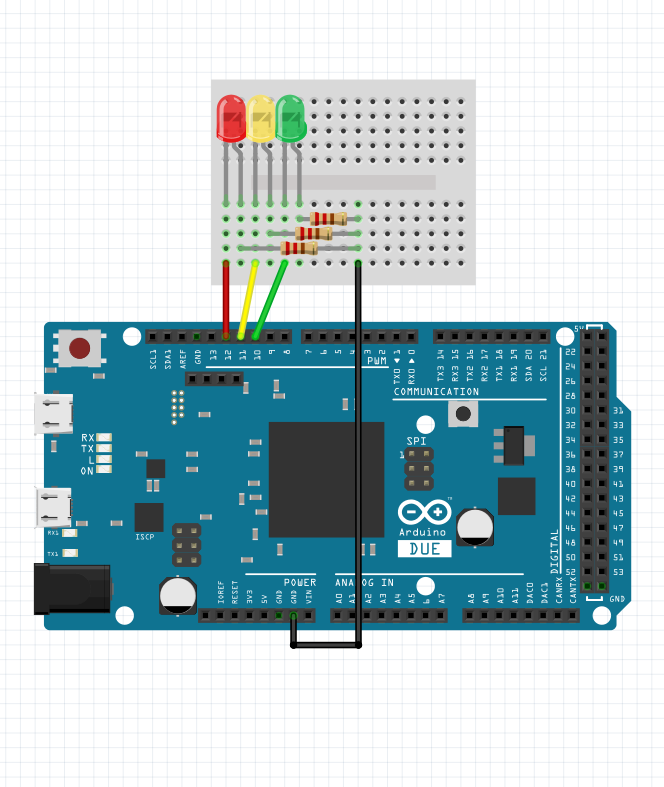 SCL1 SDA1 AREF GND 13 12 11 10 9 8 7 6 5 4 3 2 TX0 1 RX0 0 TX3 14 RX3 15 TX2 16 RX2 17 TX1 18 RX1 19 SDA 20 SCL 21
5V
PWM
COMMUNICATION
22
24
26
28
30 31
32 33
34 35
36 37
38 39
40 41
42 43
44 45
46 47
48 49
50 51
52 53
GND
DIGITAL
RX
TX
L
ON
SPI
1
Arduino
TM
DUE
RX1
TX1
ISCP
POWER
ANALOG IN
IOREF RESET 3V3 5V GND GND VIN A0 A1 A2 A3 A4 A5 6 A7 A8 A9 A10 A11 DAC0 DAC1 CANRX CANTX